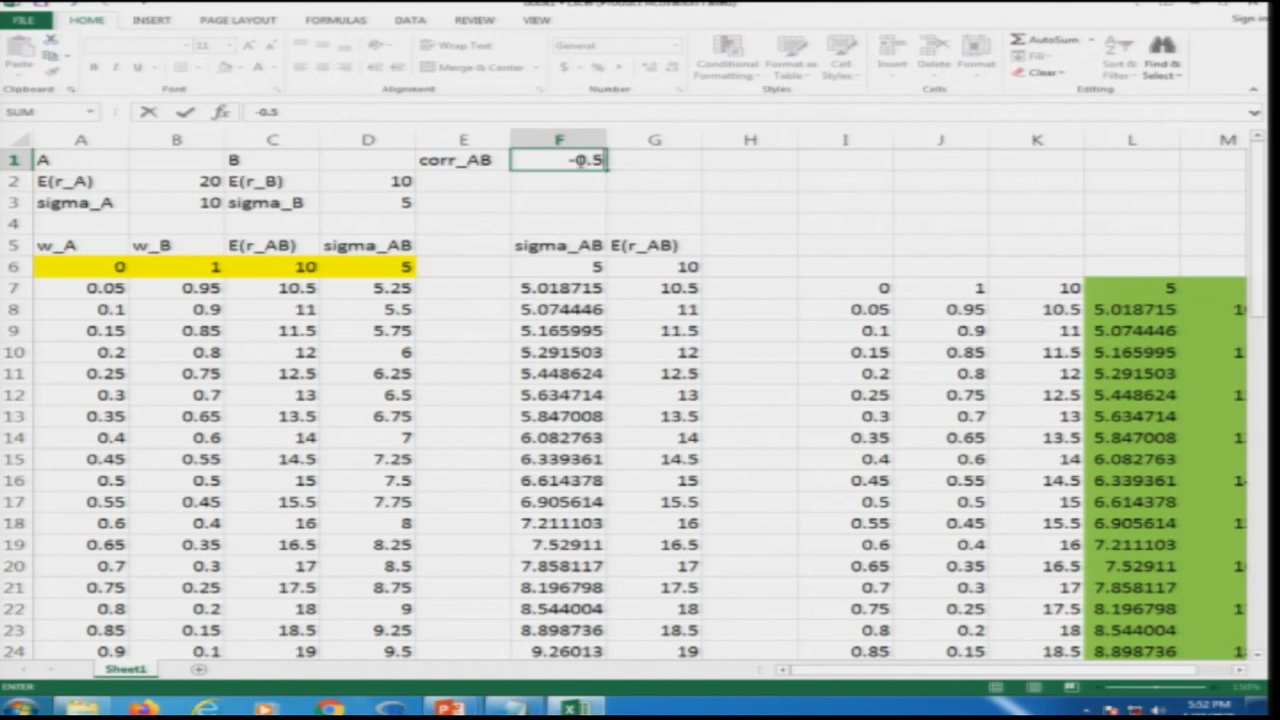 FILE HOME INSERT PAGE LAYOUT FORMULAS DATA REVIEW VIEW Sign in
Paste 11 Wrap Text General Conditional Format as Cell Insert Delete Format AutoSum Sort & Find &
Merge & Center Formatting Table Styles Fill Clear Filter Select
Clipboard Font Alignment Number Styles Cells Editing
SUM -0.5
A B C D E F G H I J K L M
1 A B corr_AB -0.5
2 E(r_A) 20 E(r_B) 10
3 sigma_A 10 sigma_B 5
4
5 w_A w_B E(r_AB) sigma_AB sigma_AB E(r_AB)
6 0 1 10 5 5 10
7 0.05 0.95 10.5 5.25 5.018715 10.5 0 1 10 5
8 0.1 0.9 11 5.5 5.074446 11 0.05 0.95 10.5 5.018715
9 0.15 0.85 11.5 5.75 5.165995 11.5 0.1 0.9 11 5.074446
10 0.2 0.8 12 6 5.291503 12 0.15 0.85 11.5 5.165995
11 0.25 0.75 12.5 6.25 5.448624 12.5 0.2 0.8 12 5.291503
12 0.3 0.7 13 6.5 5.634714 13 0.25 0.75 12.5 5.448624
13 0.35 0.65 13.5 6.75 5.847008 13.5 0.3 0.7 13 5.634714
14 0.4 0.6 14 7 6.082763 14 0.35 0.65 13.5 5.847008
15 0.45 0.55 14.5 7.25 6.339361 14.5 0.4 0.6 14 6.082763
16 0.5 0.5 15 7.5 6.614378 15 0.45 0.55 14.5 6.339361
17 0.55 0.45 15.5 7.75 6.905614 15.5 0.5 0.5 15 6.614378
18 0.6 0.4 16 8 7.211103 16 0.55 0.45 15.5 6.905614
19 0.65 0.35 16.5 8.25 7.52911 16.5 0.6 0.4 16 7.211103
20 0.7 0.3 17 8.5 7.858117 17 0.65 0.35 16.5 7.52911
21 0.75 0.25 17.5 8.75 8.196798 17.5 0.7 0.3 17 7.858117
22 0.8 0.2 18 9 8.544004 18 0.75 0.25 17.5 8.196798
23 0.85 0.15 18.5 9.25 8.898736 18.5 0.8 0.2 18 8.544004
24 0.9 0.1 19 9.5 9.26013 19 0.85 0.15 18.5 8.898736
Sheet1
ENTER 150%
5:52 PM